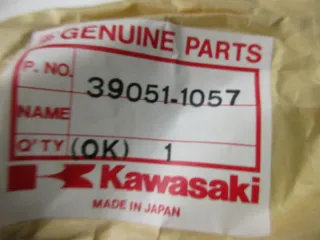 GENUINE PARTS
P. NO. 39051-1057
NAME
Q'TY (OK) 1
Kawasaki
MADE IN JAPAN